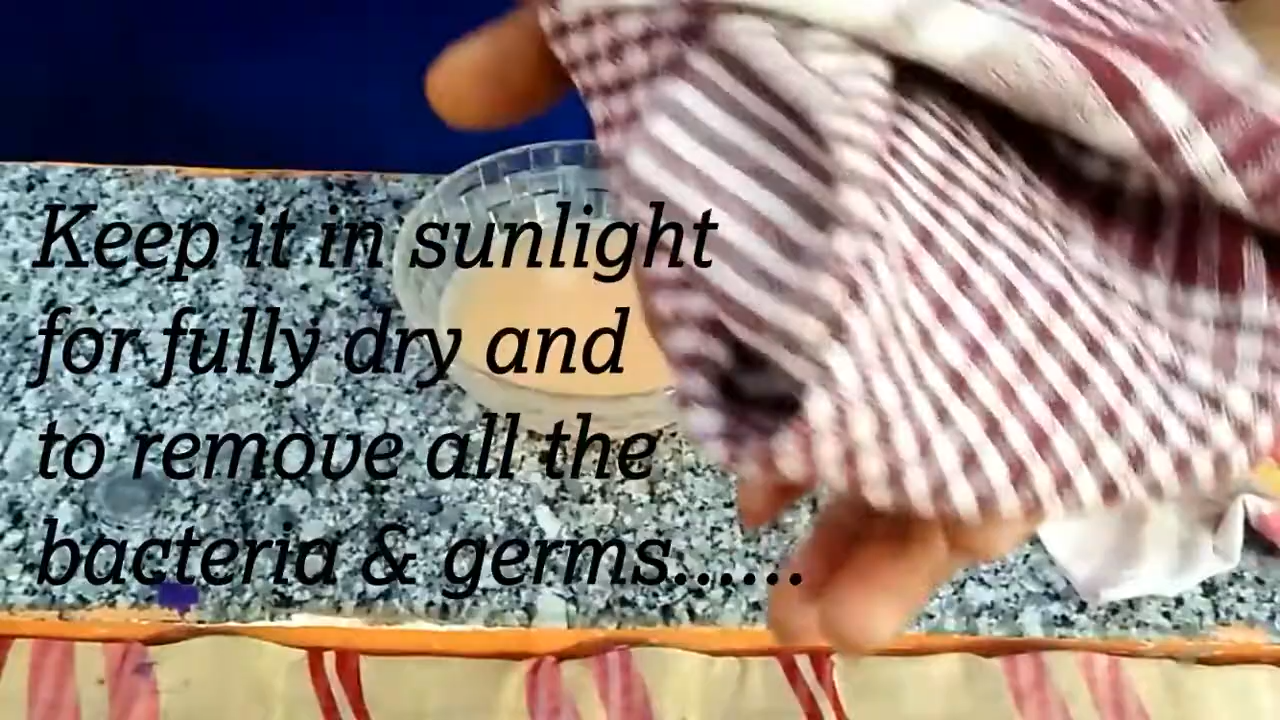 Keep it in sunlight
for fully dry and
to remove all the
bacteria & germs......